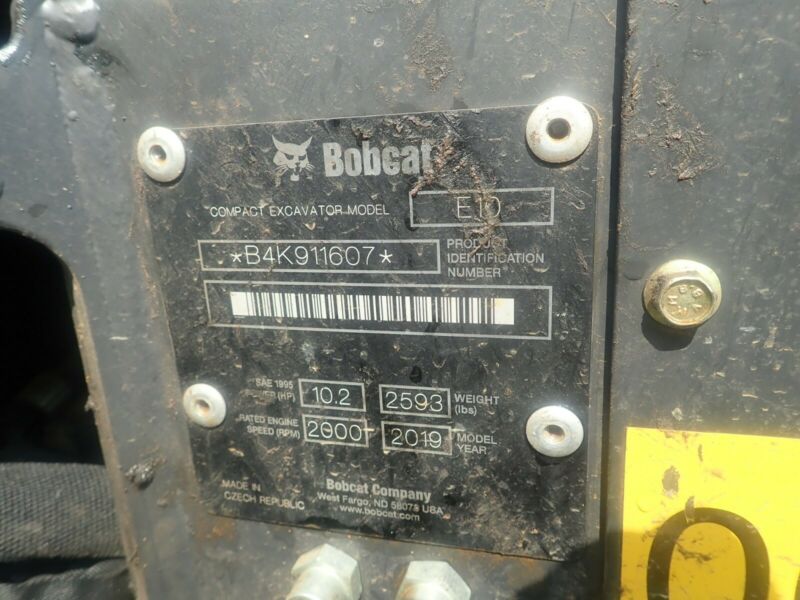 Bobcat
COMPACT EXCAVATOR MODEL E10
*B4K911607* PRODUCT IDENTIFICATION NUMBER
SAE 1995 (HP) 10.2 2593 WEIGHT (lbs)
RATED ENGINE SPEED (RPM) 2000 2019 MODEL YEAR
MADE IN CZECH REPUBLIC
Bobcat Company
West Fargo, ND 58078 USA
www.bobcat.com